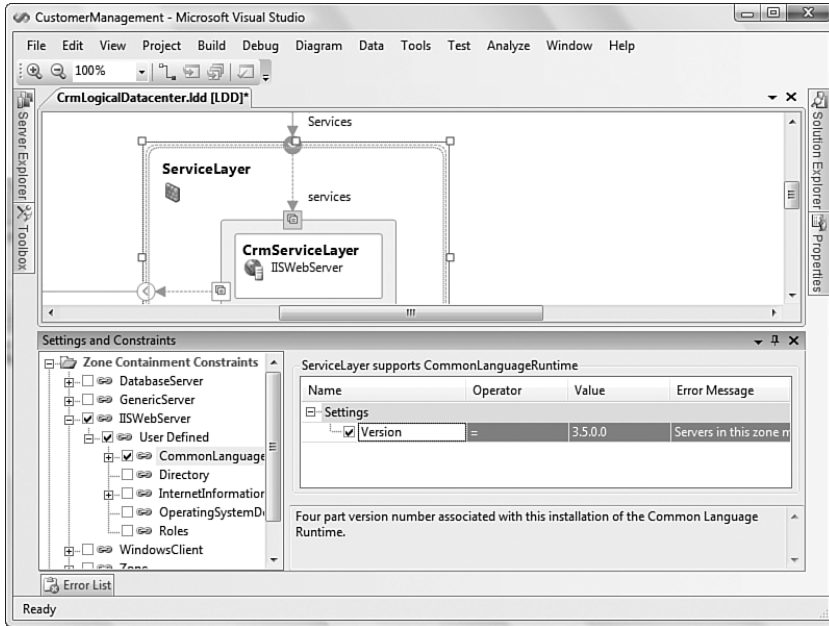 CustomerManagement - Microsoft Visual Studio
File Edit View Project Build Debug Diagram Data Tools Test Analyze Window Help
100%
CrmLogicalDatacenter.ldd [LDD]*
Server Explorer
Toolbox
Solution Explorer
Properties
Services
ServiceLayer
services
CrmServiceLayer
IISWebServer
Settings and Constraints
Zone Containment Constraints
DatabaseServer
GenericServer
IISWebServer
User Defined
CommonLanguage
Directory
InternetInformation
OperatingSystemD
Roles
WindowsClient
Zone
ServiceLayer supports CommonLanguageRuntime
Name Operator Value Error Message
Settings
Version = 3.5.0.0 Servers in this zone m
Four part version number associated with this installation of the Common Language
Runtime.
Error List
Ready